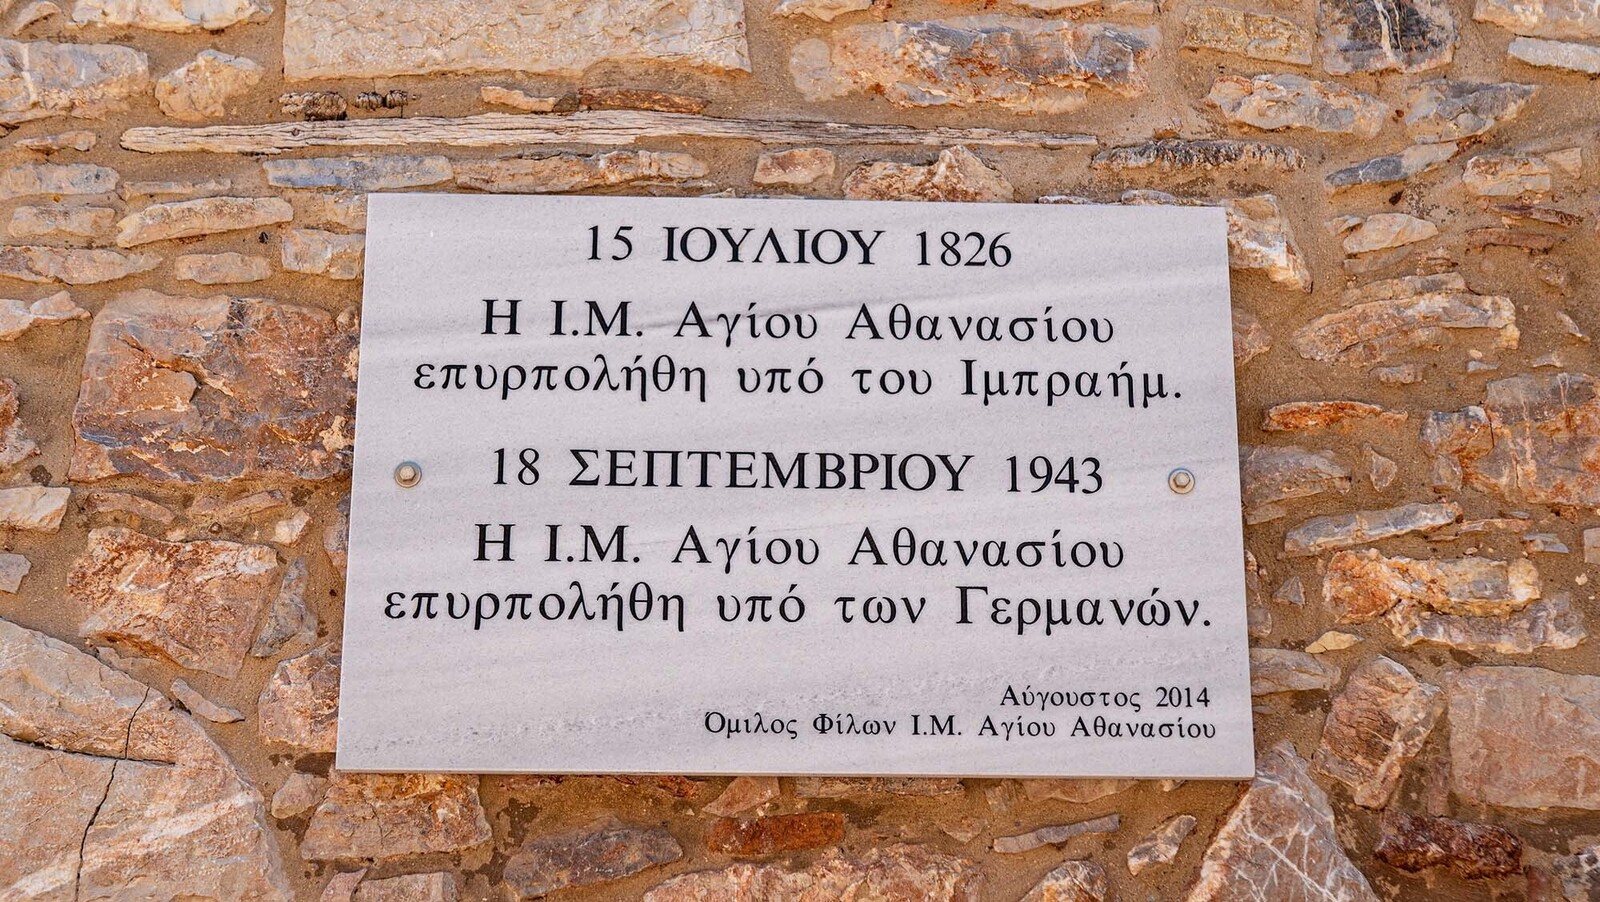 15 ΙΟΥΛΙΟΥ 1826
Η Ι.Μ. Αγίου Αθανασίου
επυρπολήθη υπό του Ιμπραήμ.
18 ΣΕΠΤΕΜΒΡΙΟΥ 1943
Η Ι.Μ. Αγίου Αθανασίου
επυρπολήθη υπό των Γερμανών.
Αύγουστος 2014
Όμιλος Φίλων Ι.Μ. Αγίου Αθανασίου